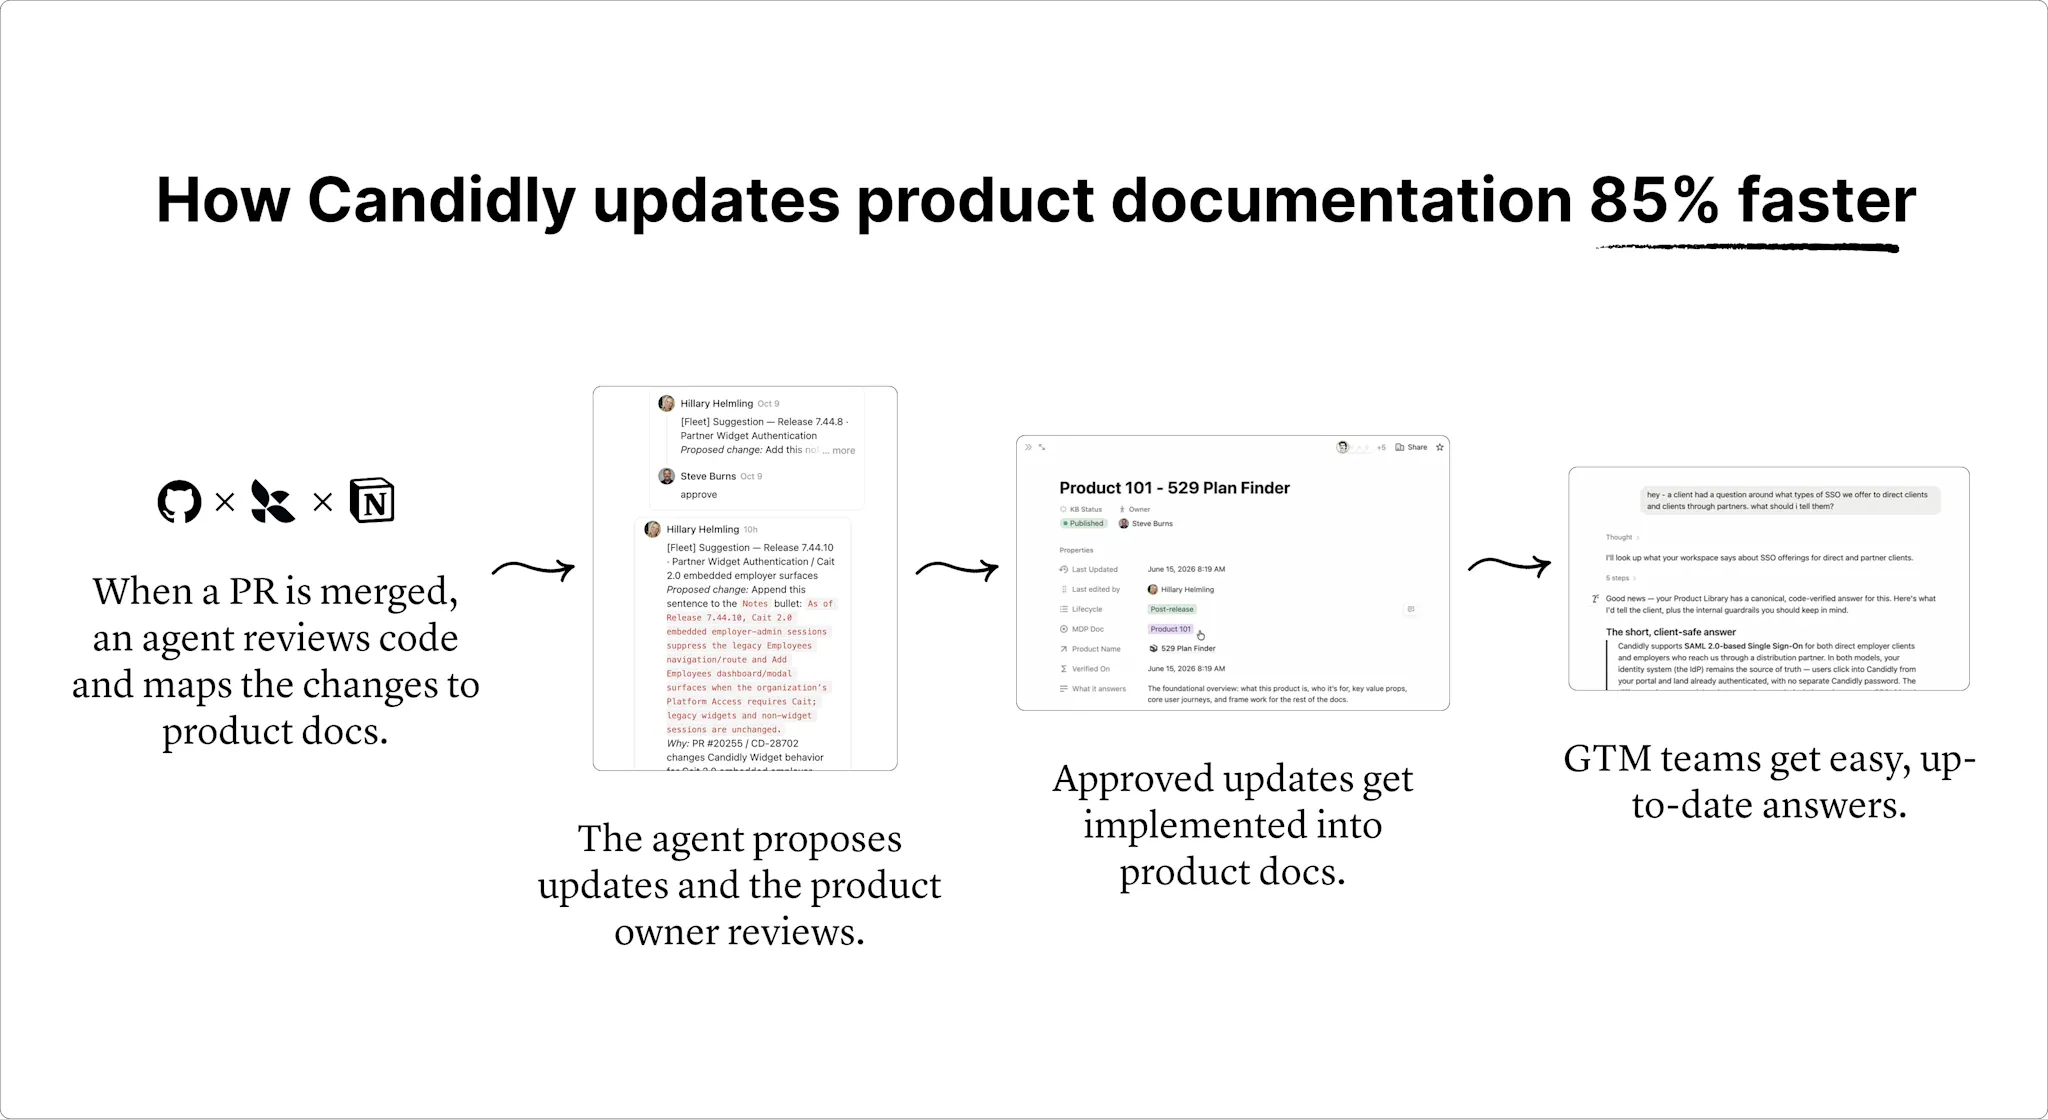 How Candidly updates product documentation 85% faster
When a PR is merged,
an agent reviews code
and maps the changes to
product docs.
Hillary Helmling Oct 9
[Fleet] Suggestion — Release 7.44.8 ·
Partner Widget Authentication
Proposed change: Add this no ... more
Steve Burns Oct 9
approve
Hillary Helmling 10h
[Fleet] Suggestion — Release 7.44.10
· Partner Widget Authentication / Cait
2.0 embedded employer surfaces
Proposed change: Append this
sentence to the Notes bullet: As of
Release 7.44.10, Cait 2.0
embedded employer-admin sessions
suppress the legacy Employees
navigation/route and Add
Employees dashboard/modal
surfaces when the organization's
Platform Access requires Cait;
legacy widgets and non-widget
sessions are unchanged.
Why: PR #20255 / CD-28702
changes Candidly Widget behavior
for Cait 2.0 embedded employer
The agent proposes
updates and the product
owner reviews.
+5 Share
Product 101 - 529 Plan Finder
KB Status Owner
Published Steve Burns
Properties
Last Updated June 15, 2026 8:19 AM
Last edited by Hillary Helmling
Lifecycle Post-release
MDP Doc Product 101
Product Name 529 Plan Finder
Verified On June 15, 2026 8:19 AM
What it answers The foundational overview: what this product is, who it's for, key value props,
core user journeys, and frame work for the rest of the docs.
Approved updates get
implemented into
product docs.
hey - a client had a question around what types of SSO we offer to direct clients
and clients through partners. what should i tell them?
Thought
I'll look up what your workspace says about SSO offerings for direct and partner clients.
5 steps
Good news — your Product Library has a canonical, code-verified answer for this. Here's what
I'd tell the client, plus the internal guardrails you should keep in mind.
The short, client-safe answer
Candidly supports SAML 2.0-based Single Sign-On for both direct employer clients
and employers who reach us through a distribution partner. In both models, your
identity system (the IdP) remains the source of truth — users click into Candidly from
your portal and land already authenticated, with no separate Candidly password. The
GTM teams get easy, up-
to-date answers.